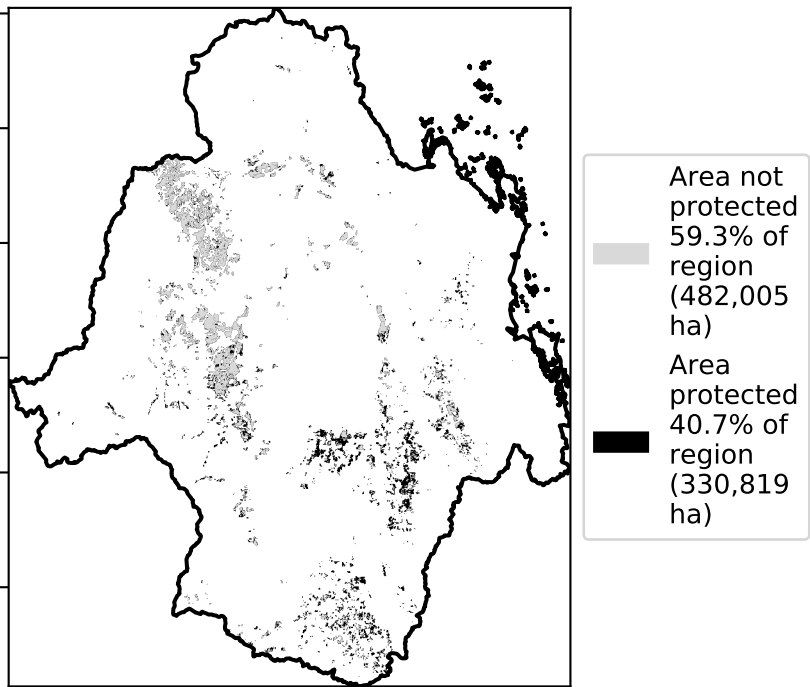 Area not
protected
59.3% of
region
(482,005
ha)
Area
protected
40.7% of
region
(330,819
ha)